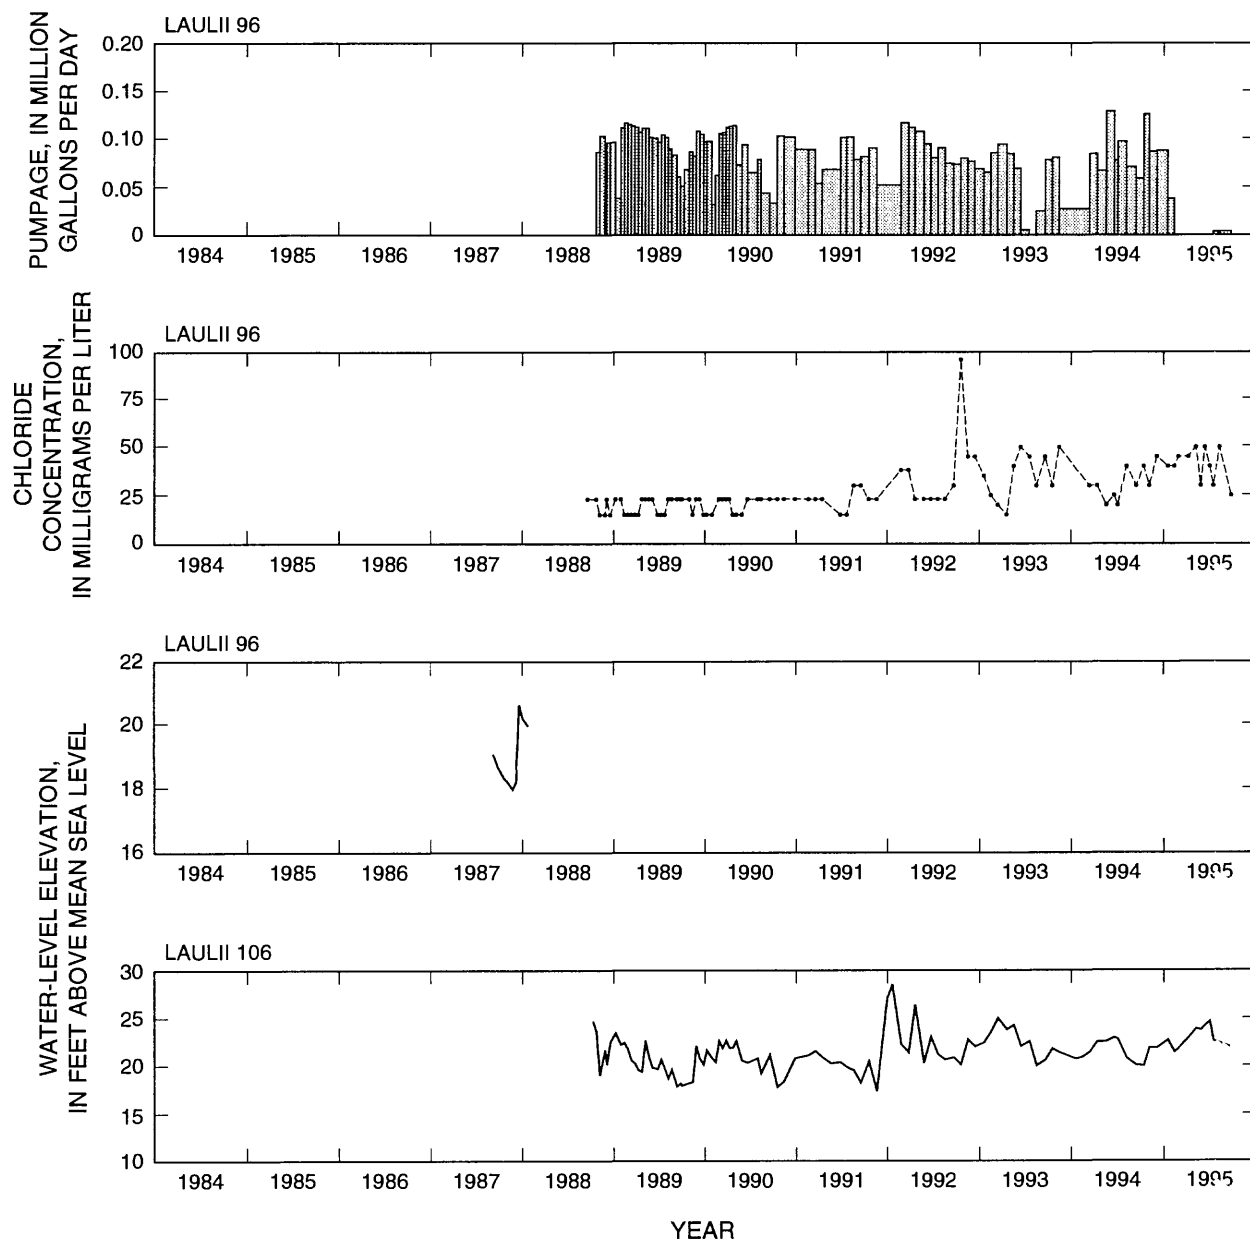 LAULII 96
PUMPAGE, IN MILLION
GALLONS PER DAY
0.20
0.15
0.10
0.05
0
1984 1985 1986 1987 1988 1989 1990 1991 1992 1993 1994
LAULII 96
CHLORIDE
CONCENTRATION,
IN MILLIGRAMS PER LITER
100
75
50
25
0
1984 1985 1986 1987 1988 1989 1990 1991 1992 1993 1994
LAULII 96
WATER-LEVEL ELEVATION,
IN FEET ABOVE MEAN SEA LEVEL
22
20
18
16
1984 1985 1986 1987 1988 1989 1990 1991 1992 1993 1994
LAULII 106
30
25
20
15
10
1984 1985 1986 1987 1988 1989 1990 1991 1992 1993 1994
YEAR